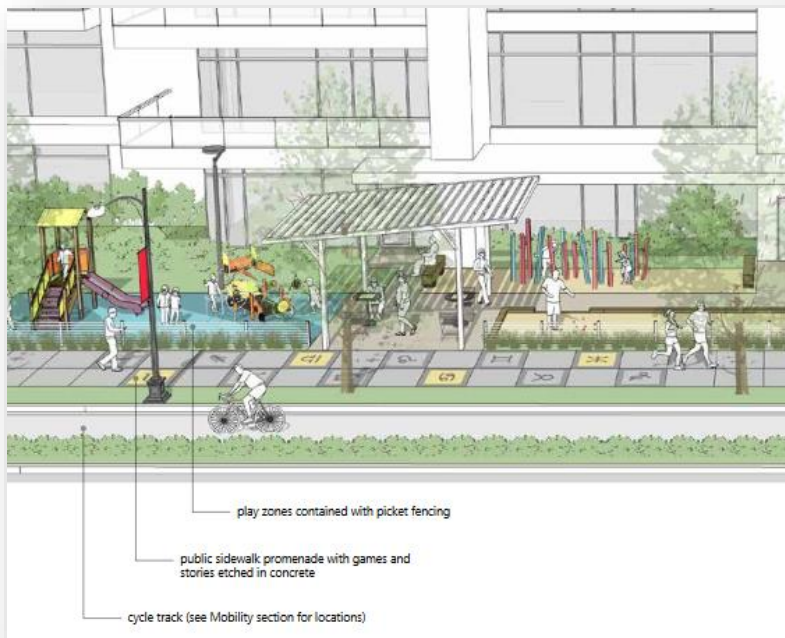 play zones contained with picket fencing
public sidewalk promenade with games and
stories etched in concrete
cycle track (see Mobility section for locations)